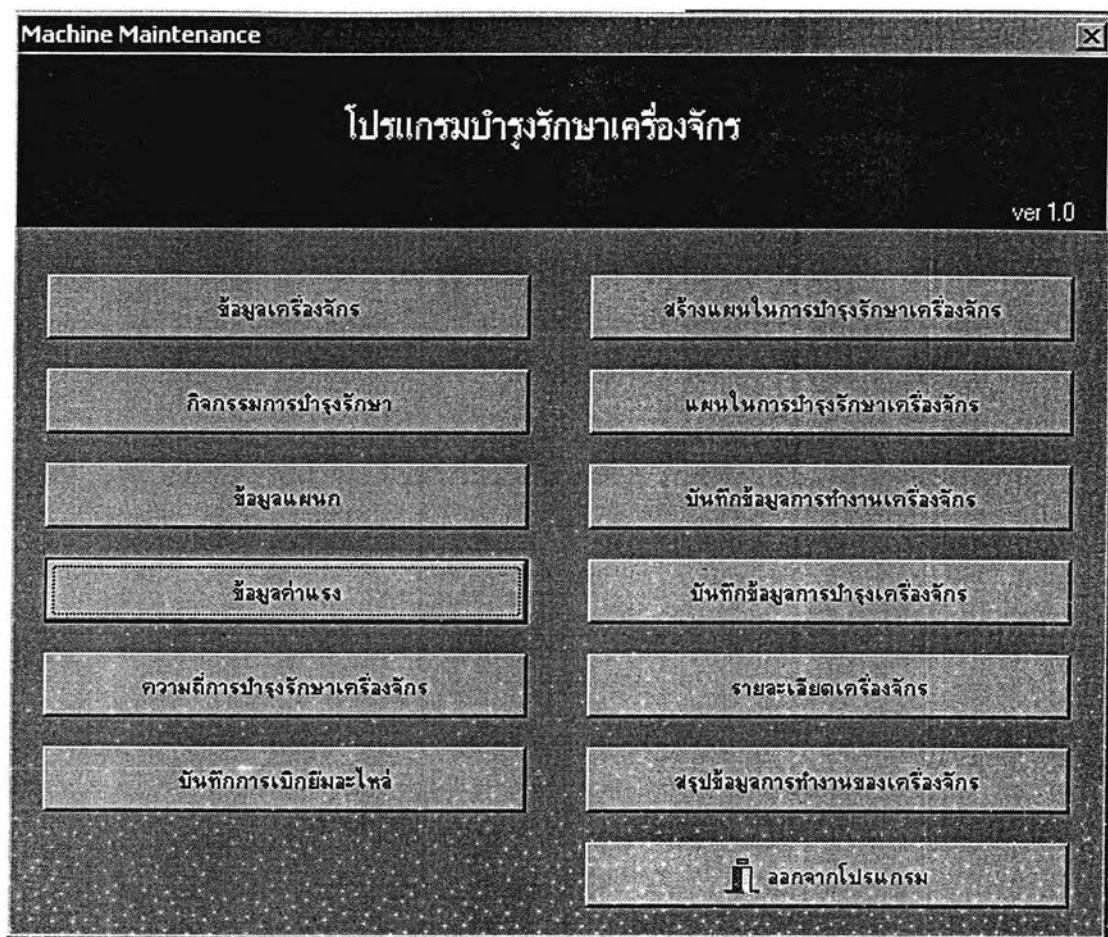 Machine Maintenance
โปรแกรมบำรุงรักษาเครื่องจักร
ver 1.0
ข้อมูลเครื่องจักร
สร้างแผนในการบำรุงรักษาเครื่องจักร
กิจกรรมการบำรุงรักษา
แผนในการบำรุงรักษาเครื่องจักร
ข้อมูลแผนก
บันทึกข้อมูลการทำงานเครื่องจักร
ข้อมูลค่าแรง
บันทึกข้อมูลการบำรุงเครื่องจักร
ความถี่การบำรุงรักษาเครื่องจักร
รายละเอียดเครื่องจักร
บันทึกการเบิกยืมอะไหล่
สรุปข้อมูลการทำงานของเครื่องจักร
ออกจากโปรแกรม